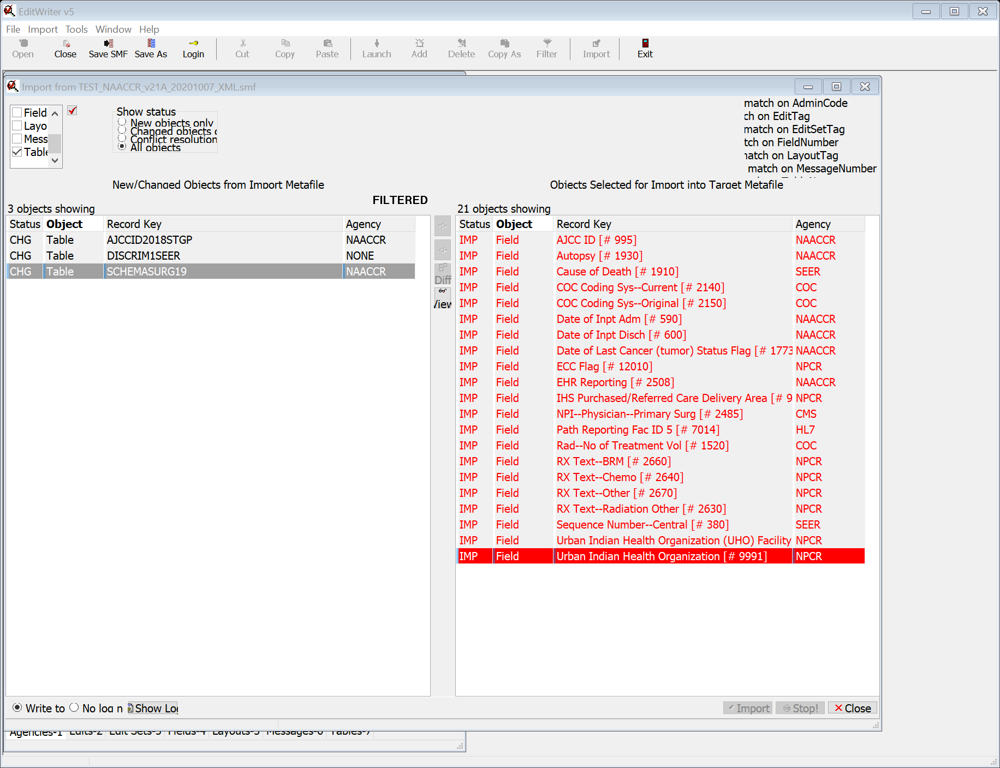 EditWriter v5
File Import Tools Window Help
Open Close Save SMF Save As Login Cut Copy Paste Launch Add Delete Copy As Filter Import Exit
Import from TEST_NAACCR_v21A_20201007_XML.smf
Field
Layo
Mess
Table
Show status
New objects only
Changed objects
Conflict resolution
All objects
match on AdminCode
ch on EditTag
match on EditSetTag
tch on FieldNumber
natch on LayoutTag
match on MessageNumber
New/Changed Objects from Import Metafile
Objects Selected for Import into Target Metafile
FILTERED
3 objects showing
21 objects showing
Status Object Record Key Agency
CHG Table AJCCID2018STGP NAACCR
CHG Table DISCRIM1SEER NONE
CHG Table SCHEMASURG19 NAACCR
Diff
View
Status Object Record Key Agency
IMP Field AJCC ID [# 995] NAACCR
IMP Field Autopsy [# 1930] NAACCR
IMP Field Cause of Death [# 1910] SEER
IMP Field COC Coding Sys--Current [# 2140] COC
IMP Field COC Coding Sys--Original [# 2150] COC
IMP Field Date of Inpt Adm [# 590] NAACCR
IMP Field Date of Inpt Disch [# 600] NAACCR
IMP Field Date of Last Cancer (tumor) Status Flag [# 1773 NAACCR
IMP Field ECC Flag [# 12010] NPCR
IMP Field EHR Reporting [# 2508] NAACCR
IMP Field IHS Purchased/Referred Care Delivery Area [# 9 NPCR
IMP Field NPI--Physician--Primary Surg [# 2485] CMS
IMP Field Path Reporting Fac ID 5 [# 7014] HL7
IMP Field Rad--No of Treatment Vol [# 1520] COC
IMP Field RX Text--BRM [# 2660] NPCR
IMP Field RX Text--Chemo [# 2640] NPCR
IMP Field RX Text--Other [# 2670] NPCR
IMP Field RX Text--Radiation Other [# 2630] NPCR
IMP Field Sequence Number--Central [# 380] SEER
IMP Field Urban Indian Health Organization (UHO) Facility NPCR
IMP Field Urban Indian Health Organization [# 9991] NPCR
Write to No log n Show Log
Import Stop! Close
Agencies-1 Edits-2 Edit Sets-3 Fields-4 Layouts-5 Messages-6 Tables-7